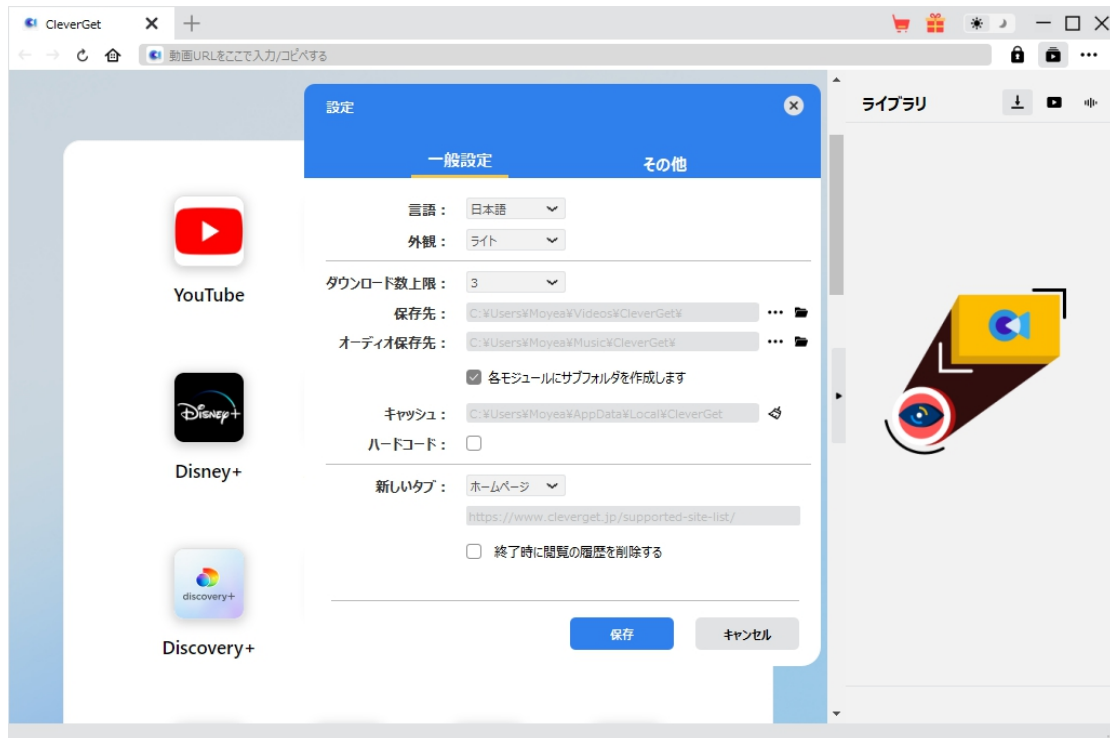 CleverGet
動画URLをここで入力/コピペする
設定
一般設定
その他
言語：
日本語
外観：
ライト
ダウンロード数上限：
3
保存先：
C:¥Users¥Moyea¥Videos¥CleverGet¥
オーディオ保存先：
C:¥Users¥Moyea¥Music¥CleverGet¥
各モジュールにサブフォルダを作成します
キャッシュ：
C:¥Users¥Moyea¥AppData¥Local¥CleverGet
ハードコード：
新しいタブ：
ホームページ
https://www.cleverget.jp/supported-site-list/
終了時に閲覧の履歴を削除する
保存
キャンセル
YouTube
Disney+
Disney+
discovery+
Discovery+
ライブラリ